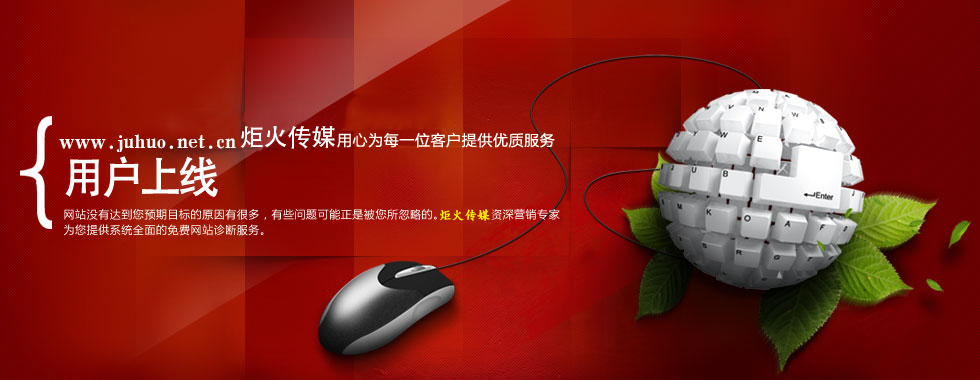 www.juhuo.net.cn 炬火传媒用心为每一位客户提供优质服务
用户上线
网站没有达到您预期目标的原因有很多，有些问题可能正是被您所忽略的。炬火传媒资深营销专家
为您提供系统全面的免费网站诊断服务。
Enter
U B
M K O A